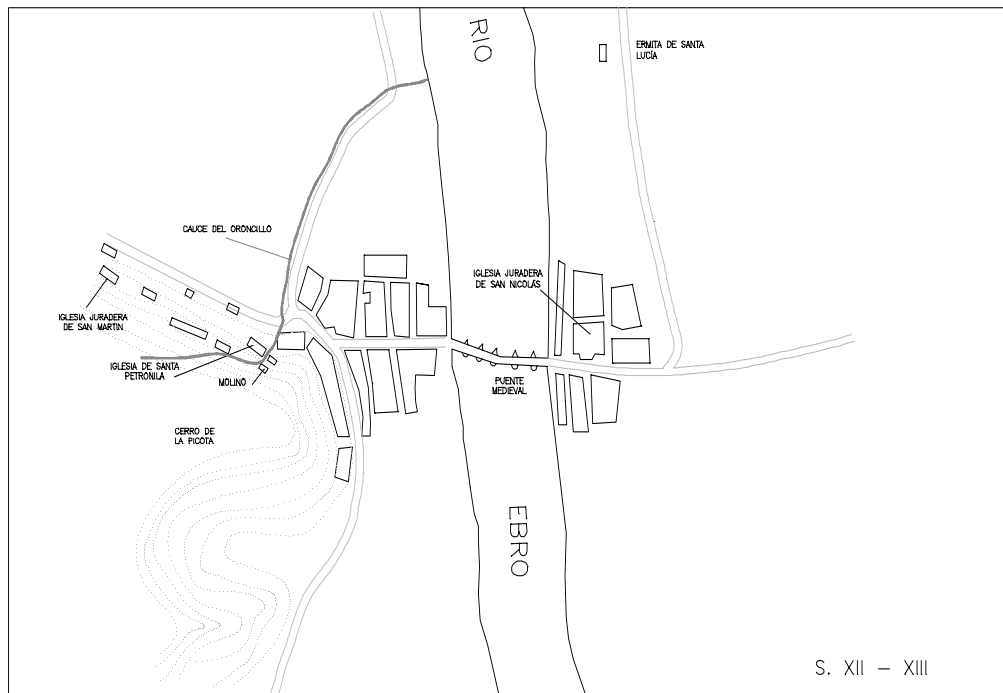 RIO
ERMITA DE SANTA
LUCÍA
CAUCE DEL ORONCILLO
IGLESIA JURADERA
DE SAN NICOLÁS
IGLESIA JURADERA
DE SAN MARTIN
IGLESIA DE SANTA
PETRONILA
MOLINO
PUENTE
MEDIEVAL
CERRO DE
LA PICOTA
EBRO
S. XII – XIII